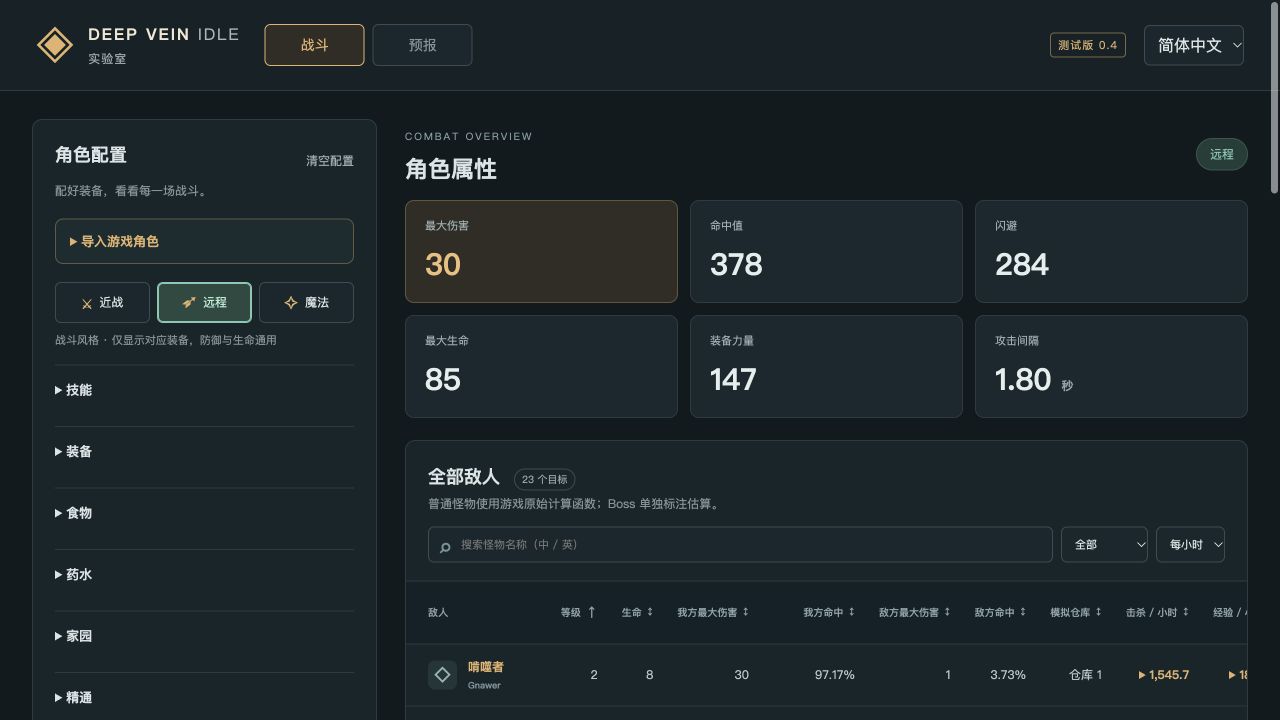 DEEP VEIN IDLE
实验室
战斗
预报
测试版 0.4
简体中文
角色配置
清空配置
配好装备，看看每一场战斗。
导入游戏角色
近战
远程
魔法
战斗风格 · 仅显示对应装备，防御与生命通用
技能
装备
食物
药水
家园
精通
COMBAT OVERVIEW
角色属性
远程
最大伤害
30
命中值
378
闪避
284
最大生命
85
装备力量
147
攻击间隔
1.80 秒
全部敌人
23 个目标
普通怪物使用游戏原始计算函数；Boss 单独标注估算。
搜索怪物名称（中 / 英）
全部
每小时
敌人 等级 ↑ 生命 ↕ 我方最大伤害 ↕ 我方命中 ↕ 敌方最大伤害 ↕ 敌方命中 ↕ 模拟仓库 ↕ 击杀 / 小时 ↕ 经验 /
啃噬者 2 8 30 97.17% 1 3.73% 仓库 1 1,545.7
Gnawer